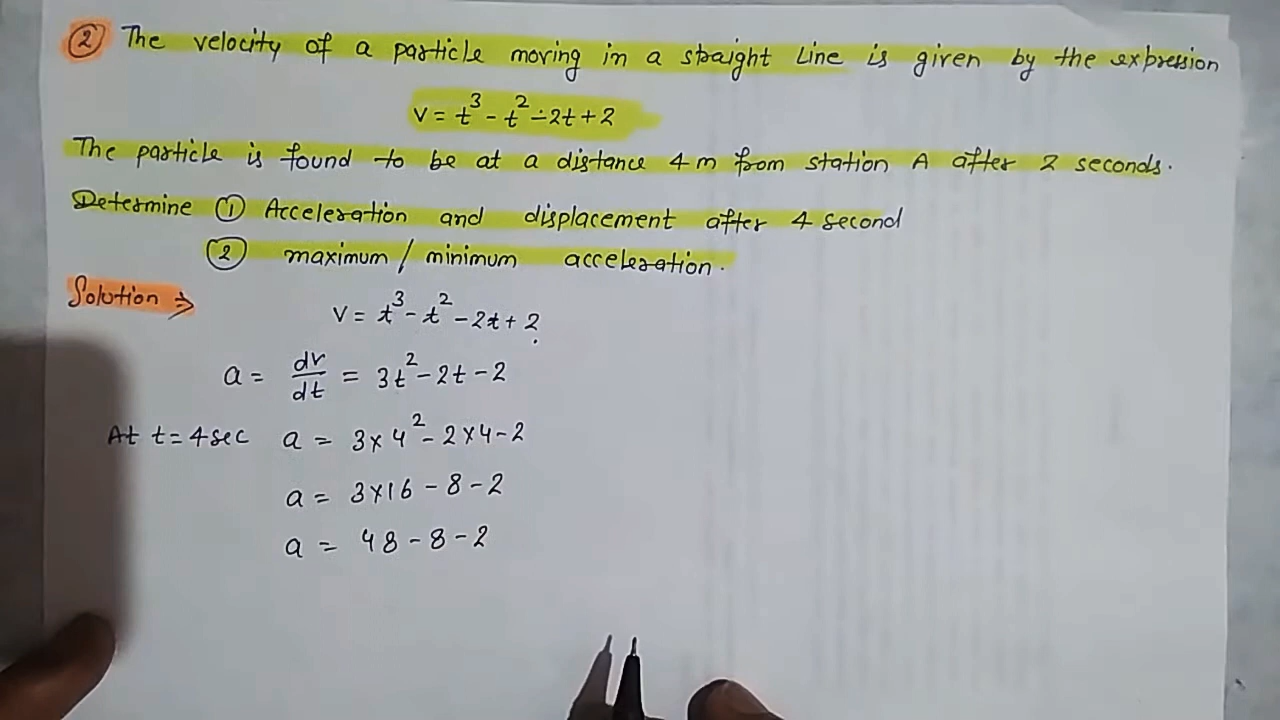 ② The velocity of a particle moving in a straight Line is given by the expression
v = t³ - t² - 2t + 2
The particle is found to be at a distance 4 m from station A after 2 seconds.
Determine ① Acceleration and displacement after 4 second
② maximum / minimum acceleration.
Solution ⇒
v = t³ - t² - 2t + 2
a = dv/dt = 3t² - 2t - 2
At t = 4 sec a = 3 × 4² - 2 × 4 - 2
a = 3 × 16 - 8 - 2
a = 48 - 8 - 2